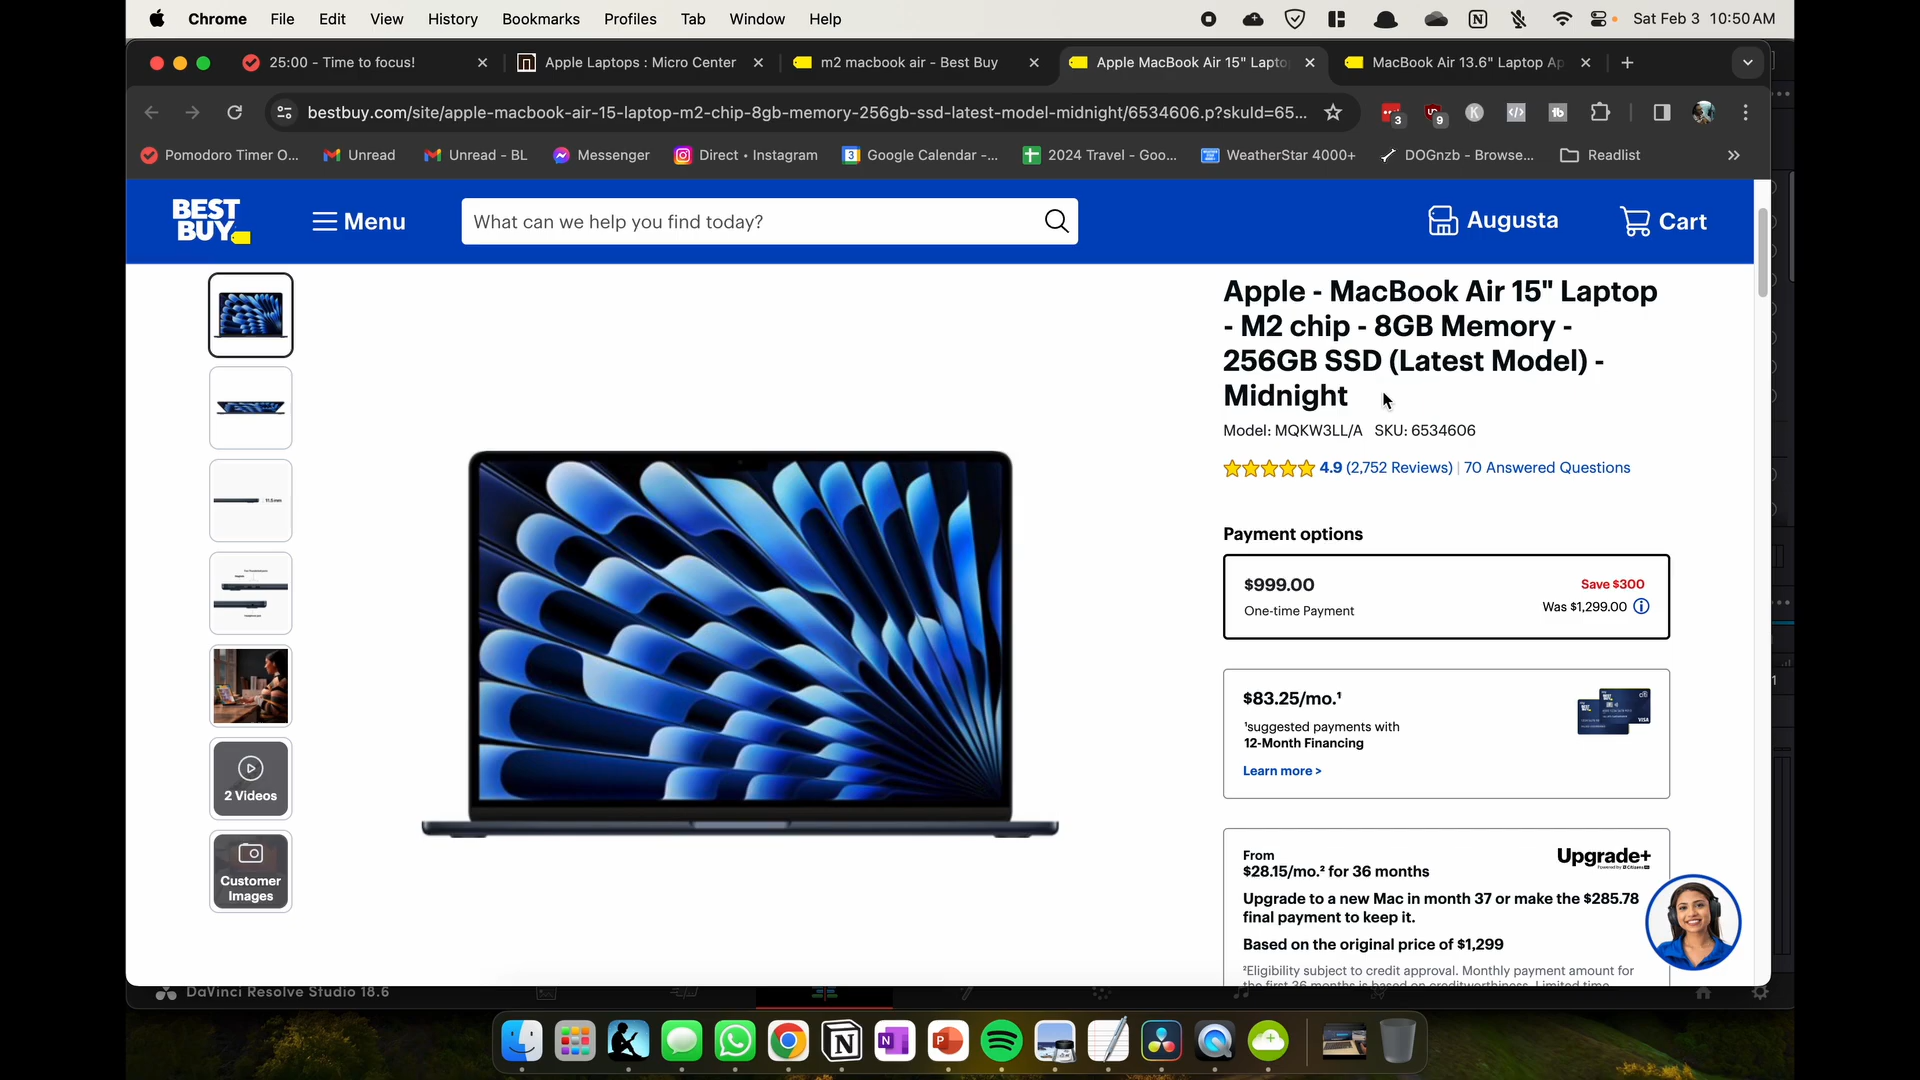 Chrome File Edit View History Bookmarks Profiles Tab Window Help Sat Feb 3 10:50 AM
25:00 - Time to focus! Apple Laptops : Micro Center m2 macbook air - Best Buy Apple MacBook Air 15" Lapto MacBook Air 13.6" Laptop Ap
bestbuy.com/site/apple-macbook-air-15-laptop-m2-chip-8gb-memory-256gb-ssd-latest-model-midnight/6534606.p?skuId=65... 3 9 K tb
Pomodoro Timer O... Unread Unread - BL Messenger Direct • Instagram Google Calendar -... 2024 Travel - Goo... WeatherStar 4000+ DOGnzb - Browse... Readlist »
BEST BUY Menu What can we help you find today? Augusta Cart
Apple - MacBook Air 15" Laptop
- M2 chip - 8GB Memory -
256GB SSD (Latest Model) -
Midnight
Model: MQKW3LL/A SKU: 6534606
4.9 (2,752 Reviews) | 70 Answered Questions
Payment options
$999.00 Save $300
One-time Payment Was $1,299.00
$83.25/mo.¹
¹suggested payments with
12-Month Financing
Learn more >
2 Videos
Customer
Images
From
$28.15/mo.² for 36 months
Upgrade+
Upgrade to a new Mac in month 37 or make the $285.78
final payment to keep it.
Based on the original price of $1,299
²Eligibility subject to credit approval. Monthly payment amount for
the first 36 months is based on creditworthiness. Limited time
DaVinci Resolve Studio 18.6